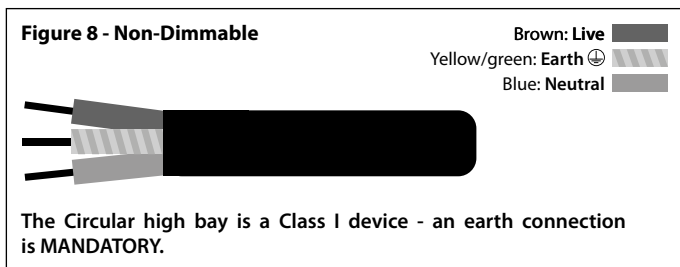 Figure 8 - Non-Dimmable
Brown: Live
Yellow/green: Earth ⏚
Blue: Neutral
The Circular high bay is a Class I device - an earth connection
is MANDATORY.